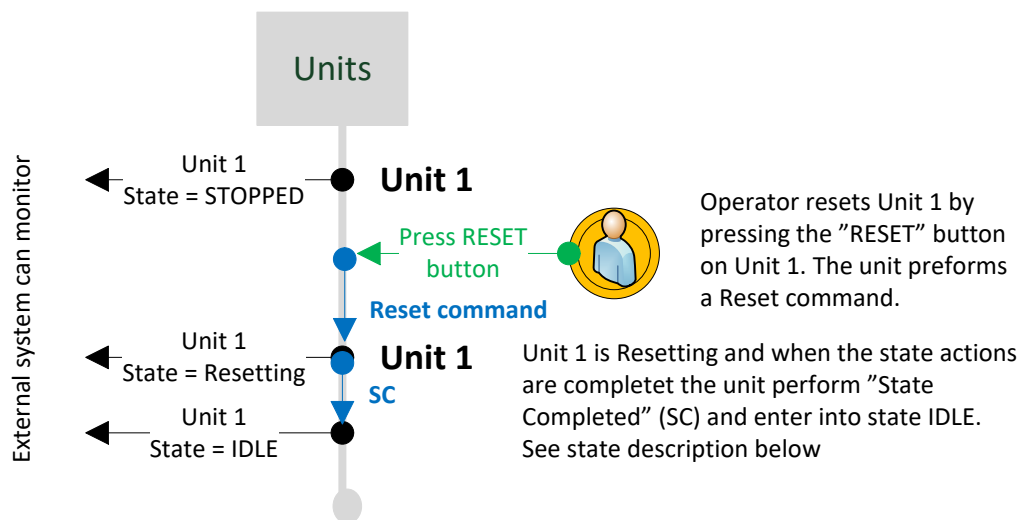 Units
External system can monitor
Unit 1
State = STOPPED
Unit 1
Press RESET
button
Operator resets Unit 1 by
pressing the ”RESET” button
on Unit 1. The unit preforms
a Reset command.
Reset command
Unit 1
State = Resetting
Unit 1
SC
Unit 1 is Resetting and when the state actions
are completet the unit perform ”State
Completed” (SC) and enter into state IDLE.
See state description below
Unit 1
State = IDLE